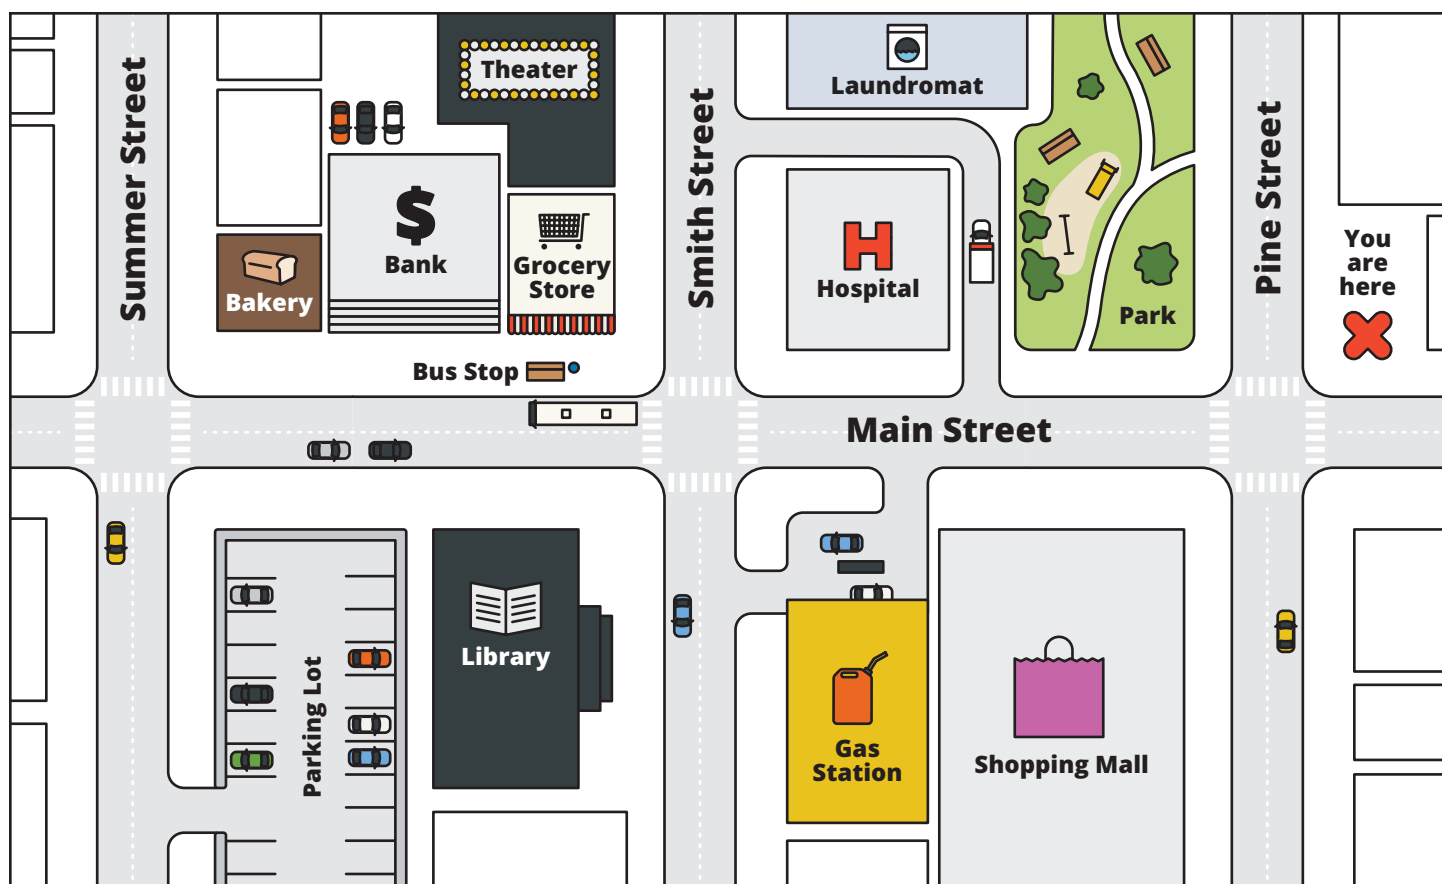 Theater
Laundromat
Summer Street
Smith Street
Pine Street
$
Bank
Grocery
Store
Bakery
H
Hospital
Park
You
are
here
Bus Stop
Main Street
Library
Parking Lot
Gas
Station
Shopping Mall